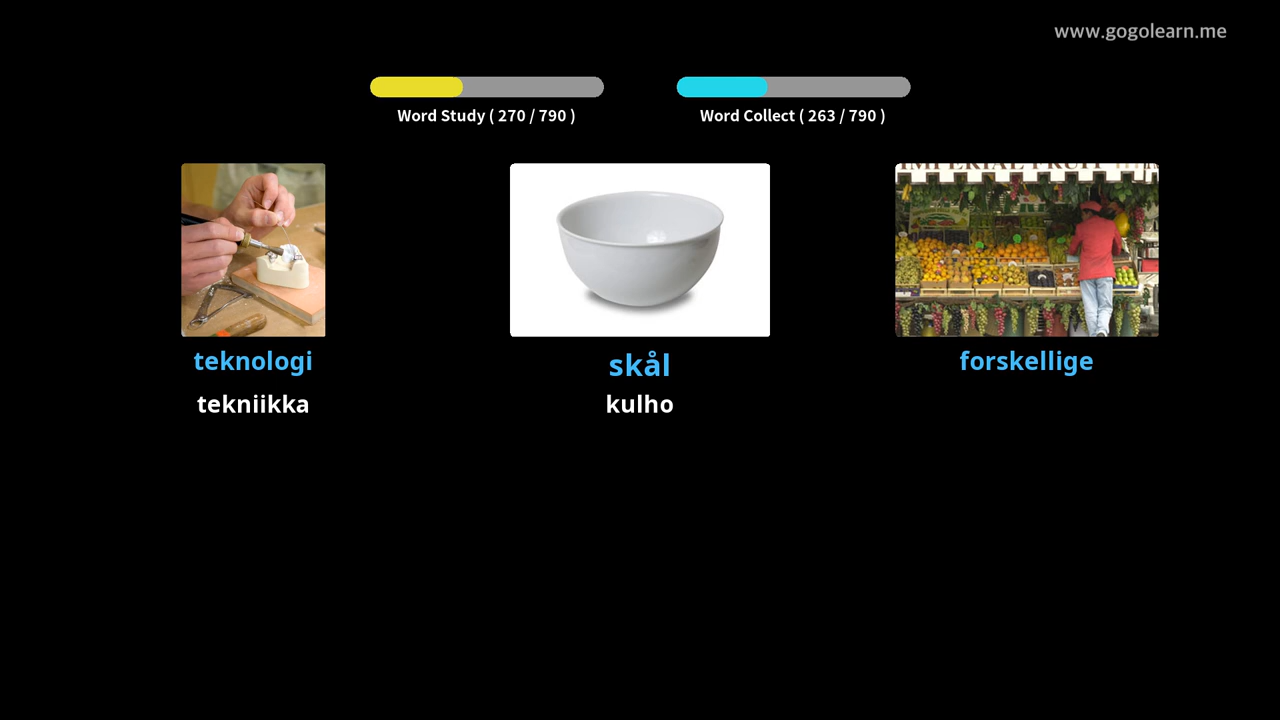 www.gogolearn.me
Word Study ( 270 / 790 )
Word Collect ( 263 / 790 )
teknologi
tekniikka
skål
kulho
forskellige